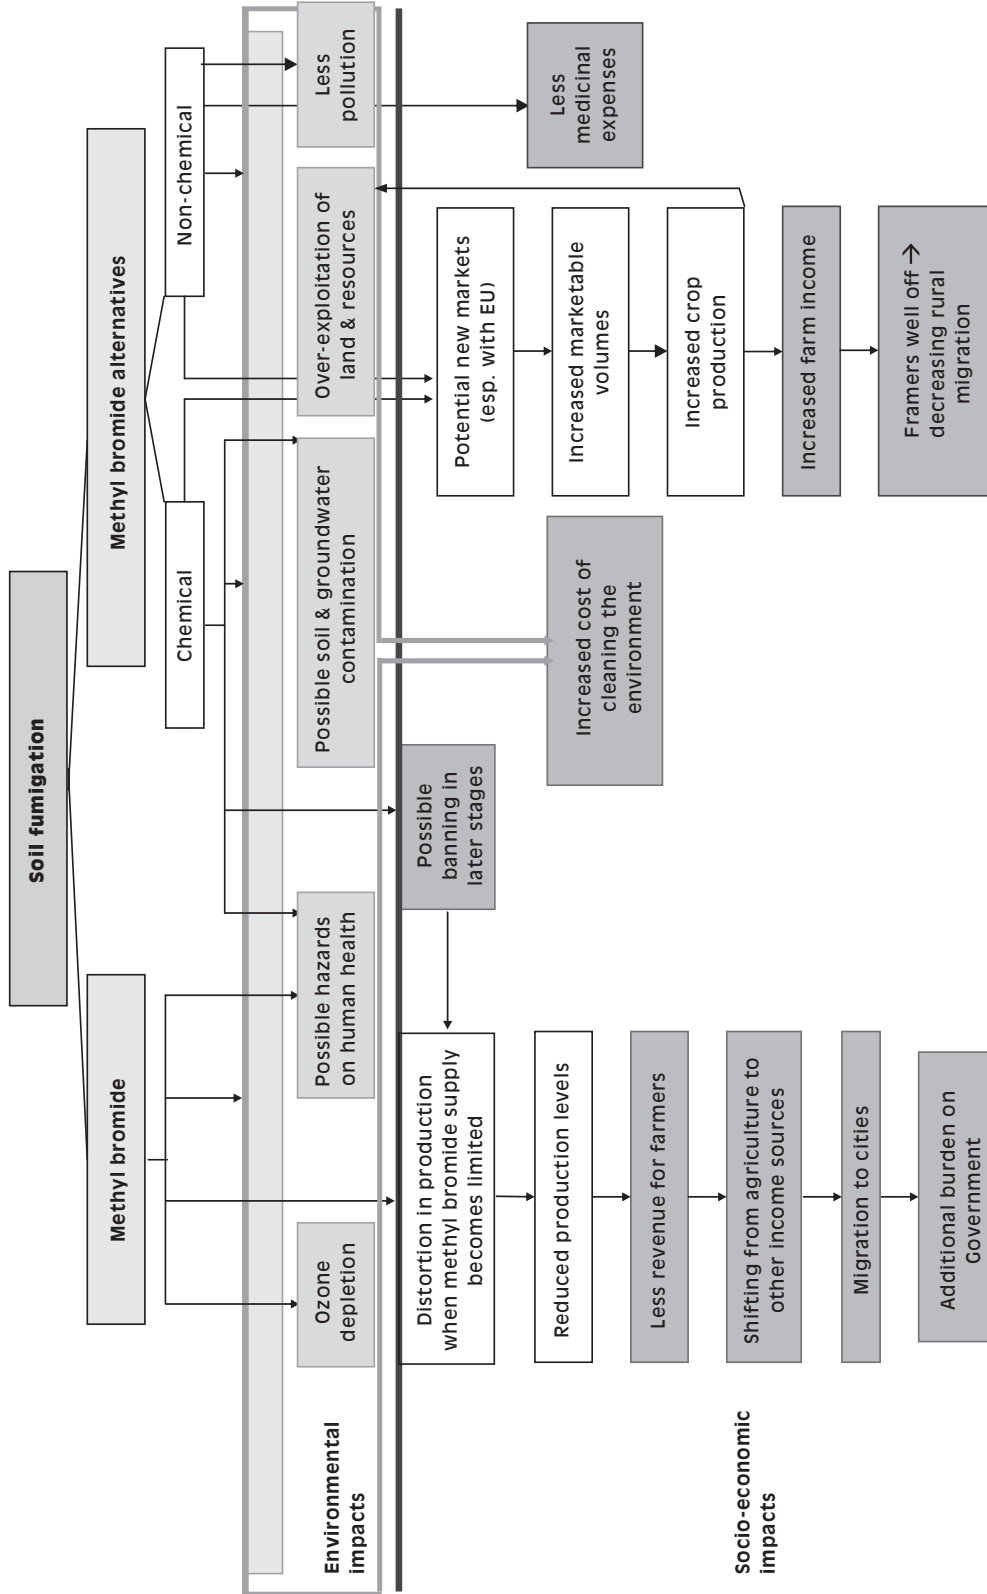 Soil fumigation
Methyl bromide
Methyl bromide alternatives
Chemical
Non-chemical
Environmental
impacts
Ozone
depletion
Possible hazards
on human health
Possible soil & groundwater
contamination
Over-exploitation of
land & resources
Less
pollution
Distortion in production
when methyl bromide supply
becomes limited
Possible
banning in
later stages
Reduced production levels
Less revenue for farmers
Shifting from agriculture to
other income sources
Migration to cities
Additional burden on
Government
Increased cost of
cleaning the
environment
Potential new markets
(esp. with EU)
Increased marketable
volumes
Increased crop
production
Increased farm income
Framers well off →
decreasing rural
migration
Less
medicinal
expenses
Socio-economic
impacts